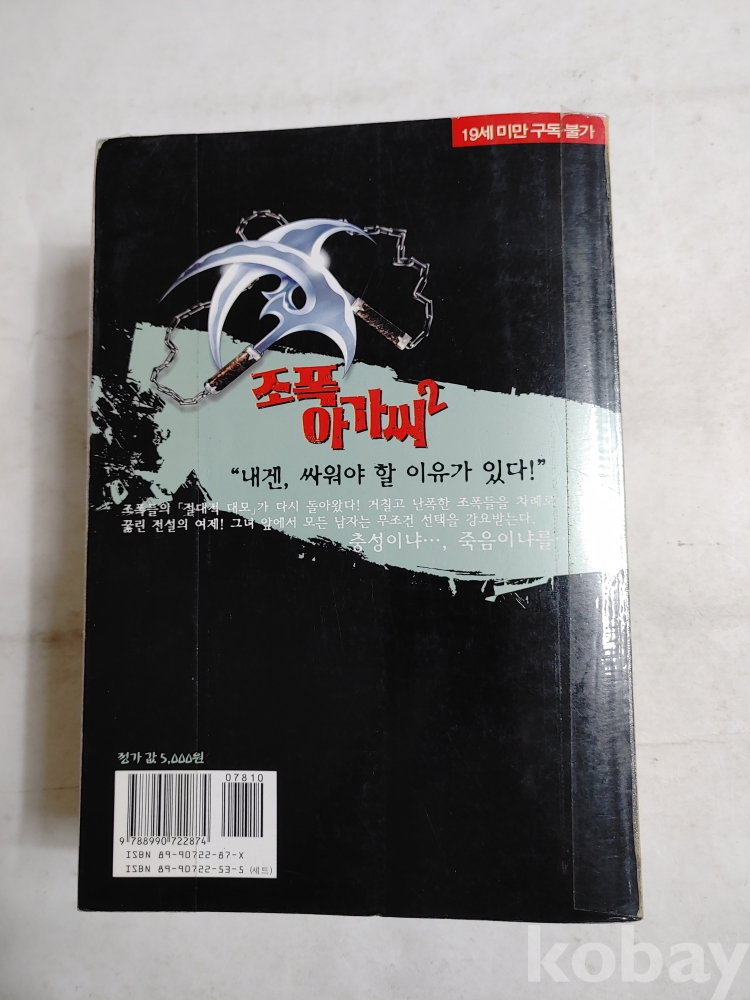 19세 미만 구독 불가
조폭
아가씨2
“내겐, 싸워야 할 이유가 있다!”
조폭들의 「절대적 대모」가 다시 돌아왔다! 거칠고 난폭한 조폭들을 차례로
꿇린 전설의 여제! 그녀 앞에서 모든 남자는 무조건 선택을 강요받는다.
충성이냐…, 죽음이냐를
정가 값 5,000원
07810
9 788990 722874
ISBN 89-90722-87-X
ISBN 89-90722-53-5 (세트)
kobay